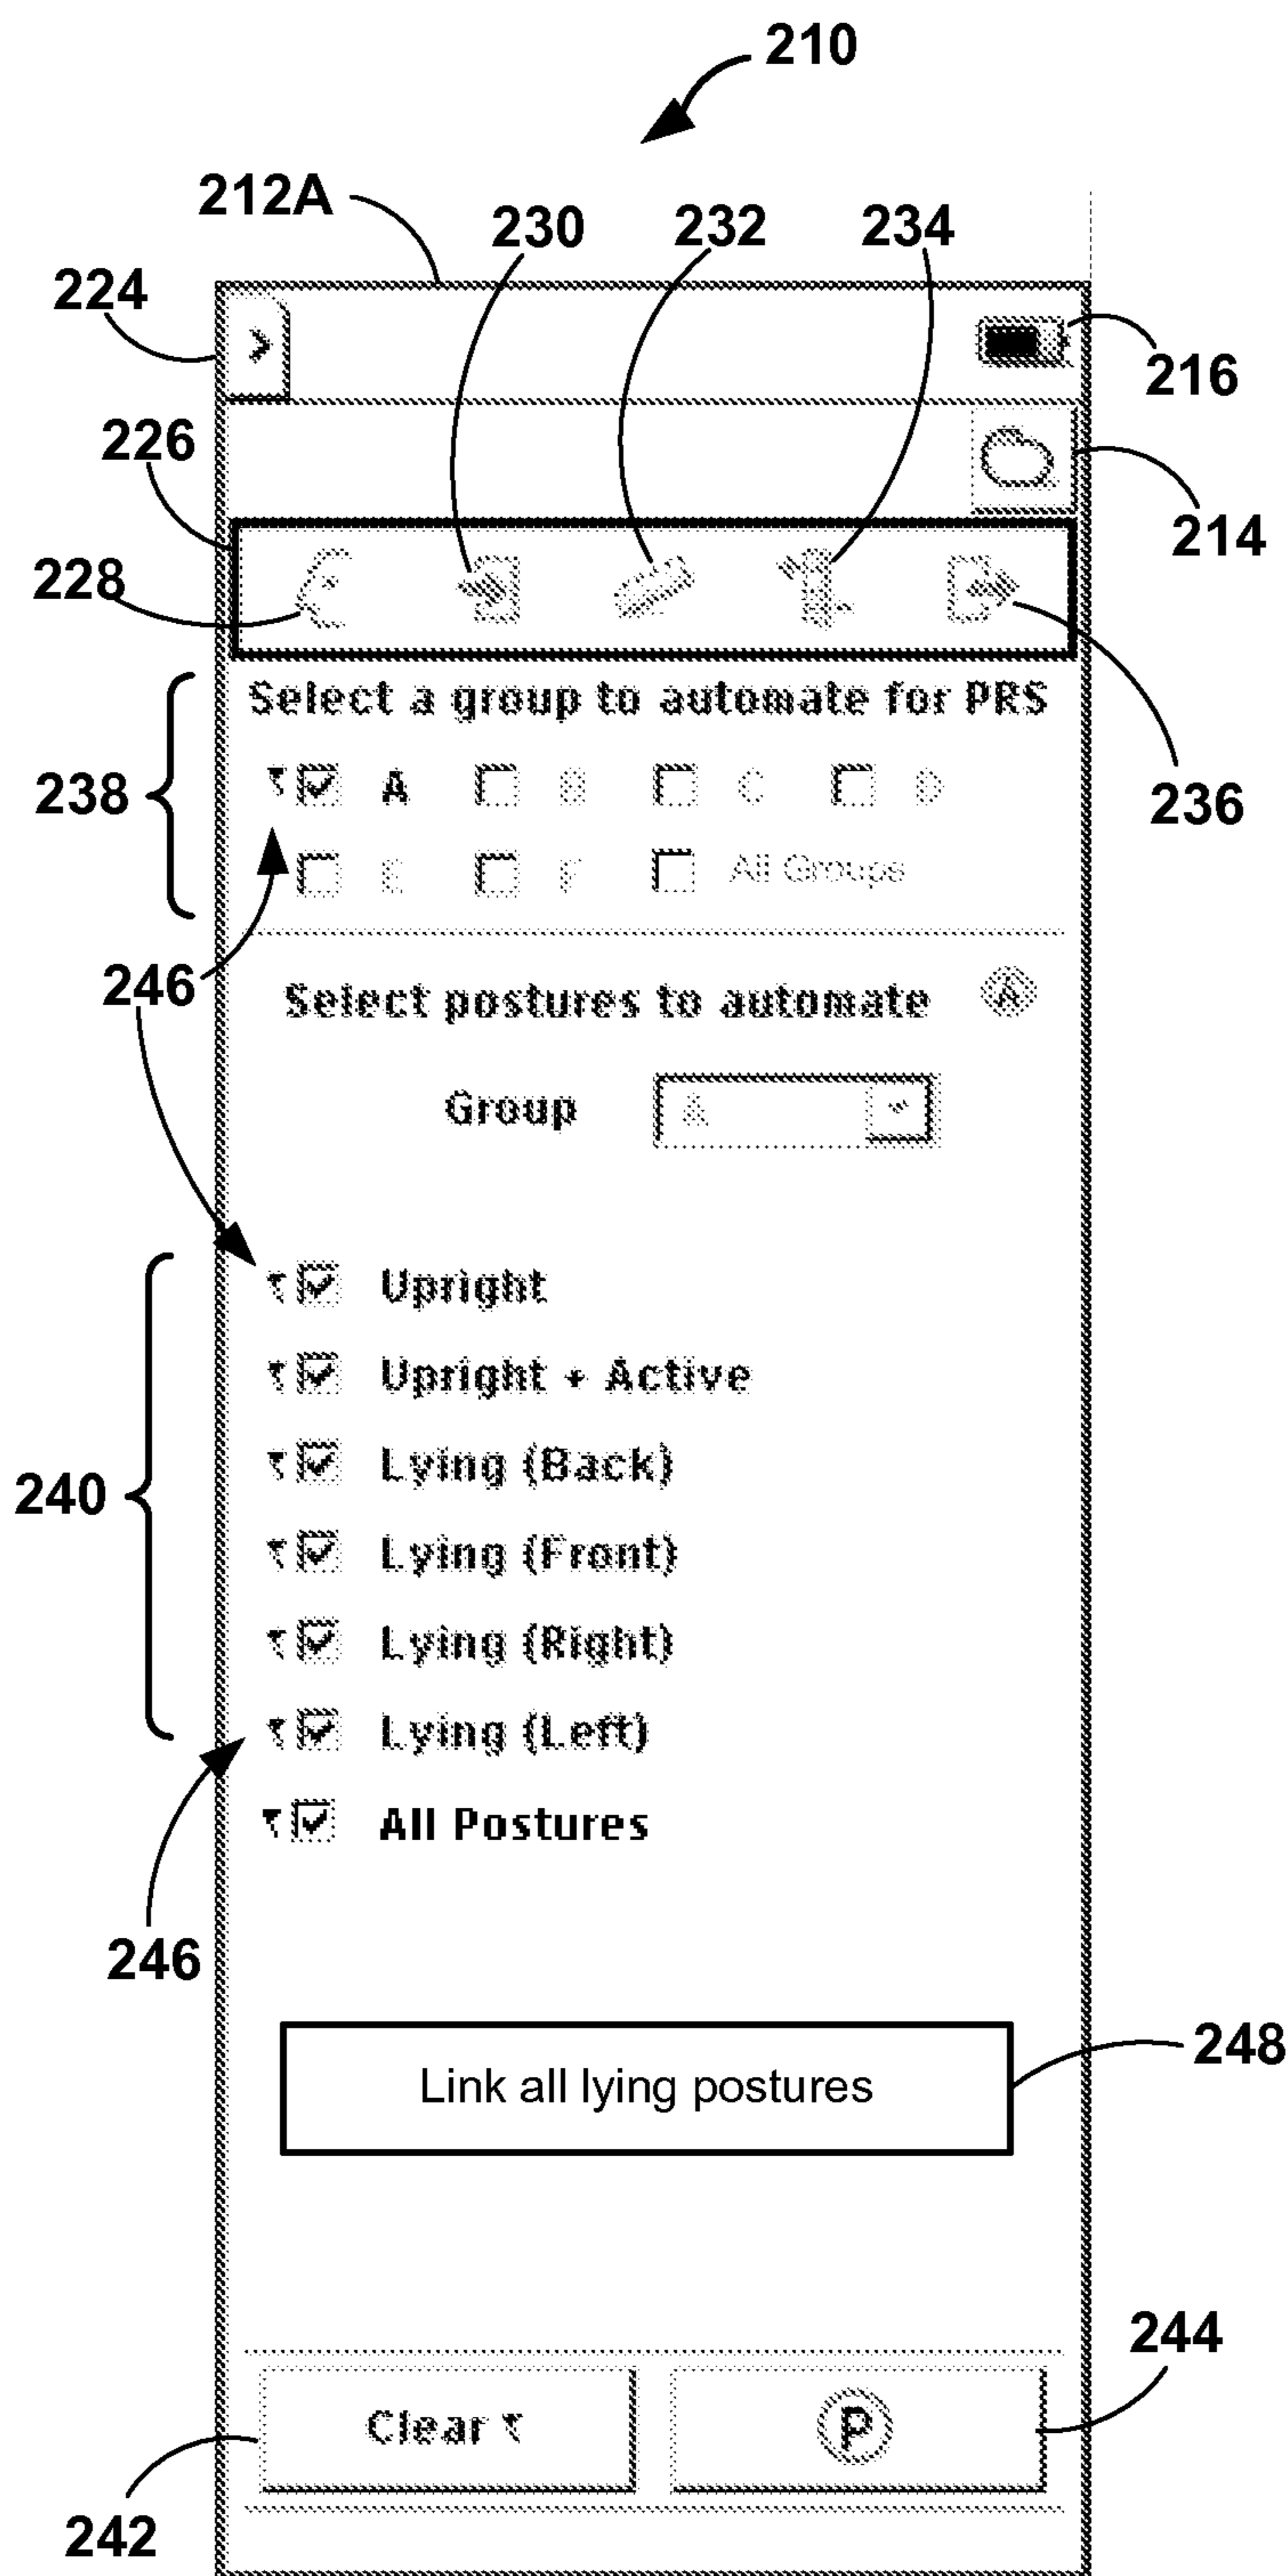 210
212A
230 232 234
224
216
226
214
228
Select a group to automate for PRS
238
A B C D
236
E F All Groups
246
Select postures to automate A
Group A
Upright
Upright + Active
Lying (Back)
240
Lying (Front)
Lying (Right)
Lying (Left)
All Postures
246
248
Link all lying postures
244
Clear P
242